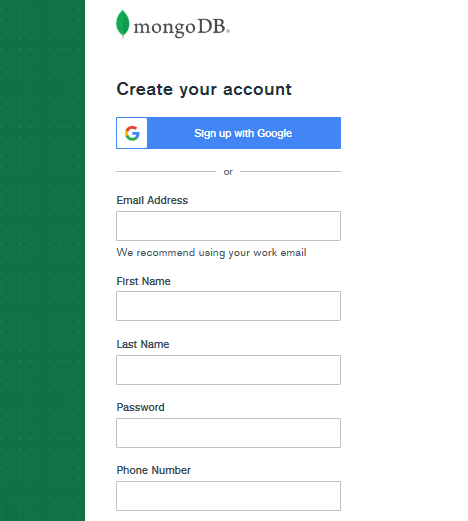 mongoDB®
Create your account
Sign up with Google
or
Email Address
We recommend using your work email
First Name
Last Name
Password
Phone Number